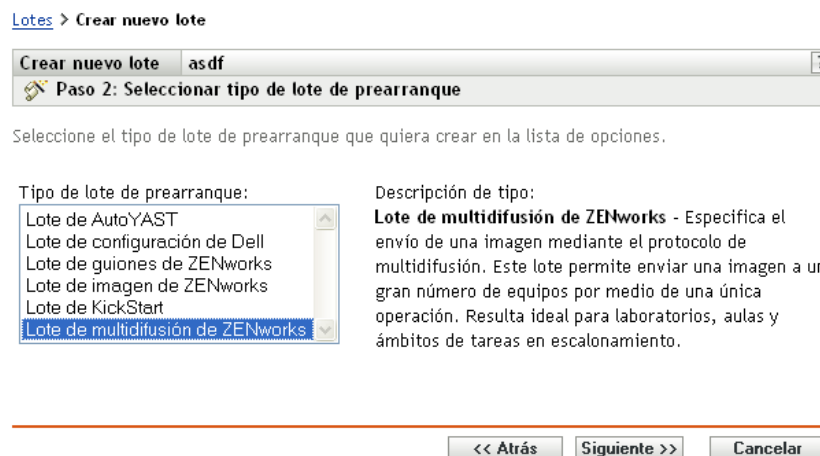 Lotes > Crear nuevo lote
Crear nuevo lote asdf
Paso 2: Seleccionar tipo de lote de prearranque
Seleccione el tipo de lote de prearranque que quiera crear en la lista de opciones.
Tipo de lote de prearranque:
Lote de AutoYAST
Lote de configuración de Dell
Lote de guiones de ZENworks
Lote de imagen de ZENworks
Lote de KickStart
Lote de multidifusión de ZENworks
Descripción de tipo:
Lote de multidifusión de ZENworks - Especifica el
envío de una imagen mediante el protocolo de
multidifusión. Este lote permite enviar una imagen a un
gran número de equipos por medio de una única
operación. Resulta ideal para laboratorios, aulas y
ámbitos de tareas en escalonamiento.
<< Atrás Siguiente >> Cancelar